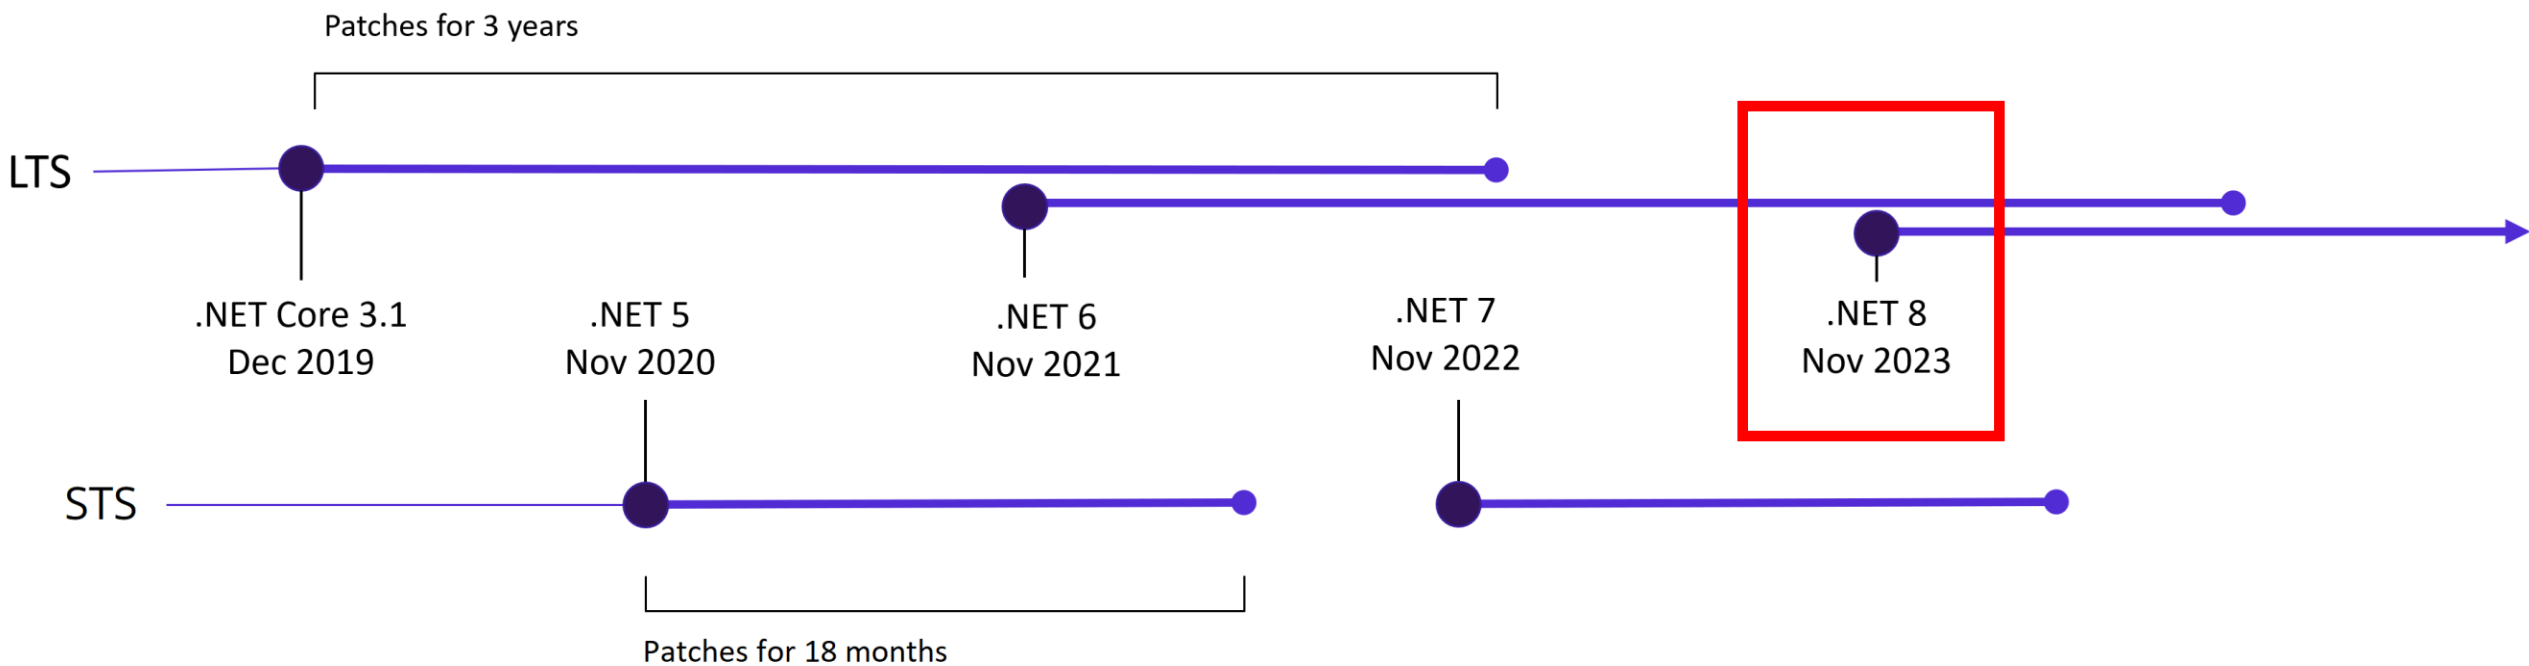 Patches for 3 years
LTS
.NET Core 3.1
Dec 2019
.NET 5
Nov 2020
.NET 6
Nov 2021
.NET 7
Nov 2022
.NET 8
Nov 2023
STS
Patches for 18 months